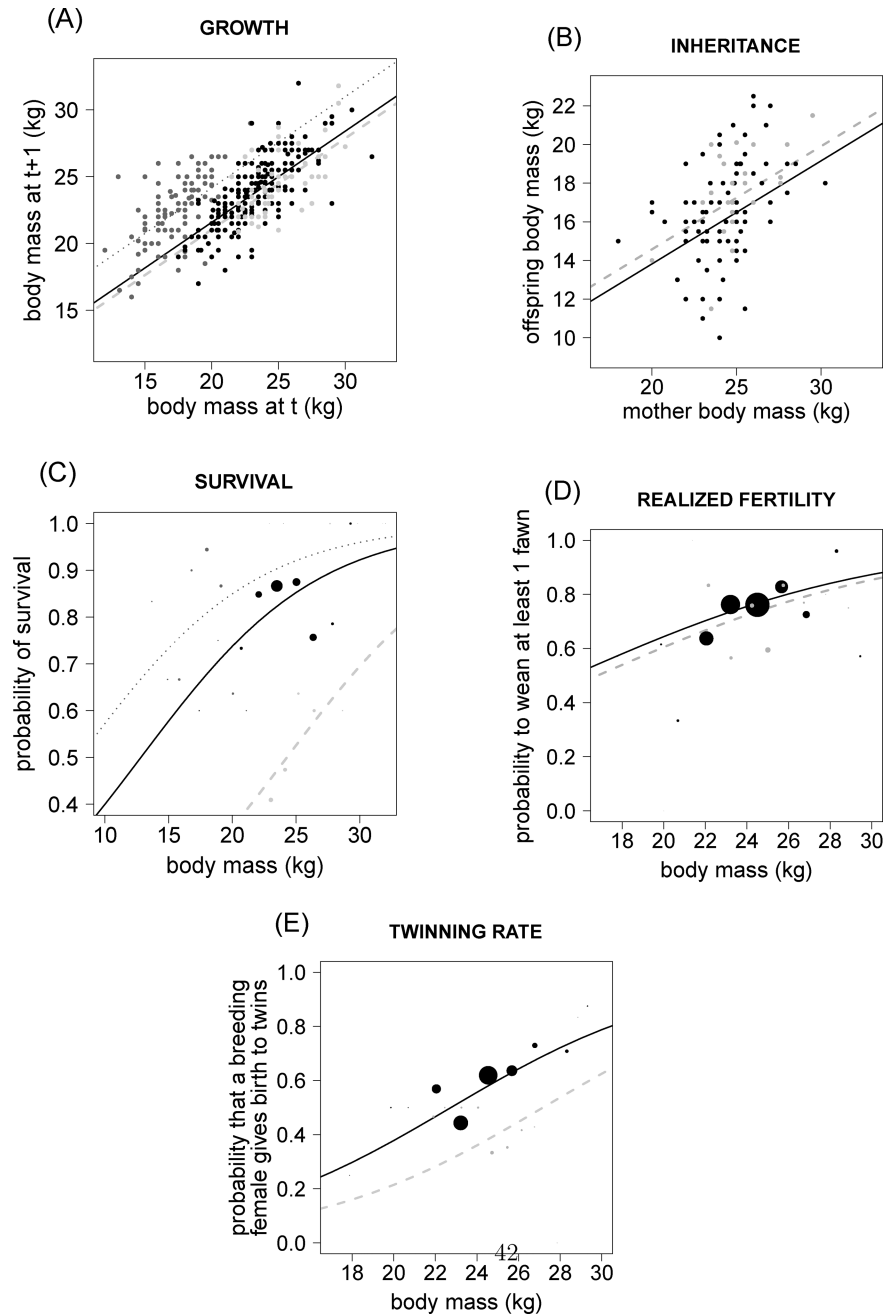 (A)
GROWTH
body mass at t+1 (kg)
30
25
20
15
15 20 25 30
body mass at t (kg)
(B)
INHERITANCE
offspring body mass (kg)
22
20
18
16
14
12
10
20 25 30
mother body mass (kg)
(C)
SURVIVAL
probability of survival
1.0
0.9
0.8
0.7
0.6
0.5
0.4
10 15 20 25 30
body mass (kg)
(D)
REALIZED FERTILITY
probability to wean at least 1 fawn
1.0
0.8
0.6
0.4
0.2
0.0
18 20 22 24 26 28 30
body mass (kg)
(E)
TWINNING RATE
probability that a breeding
female gives birth to twins
1.0
0.8
0.6
0.4
0.2
0.0
42
18 20 22 24 26 28 30
body mass (kg)